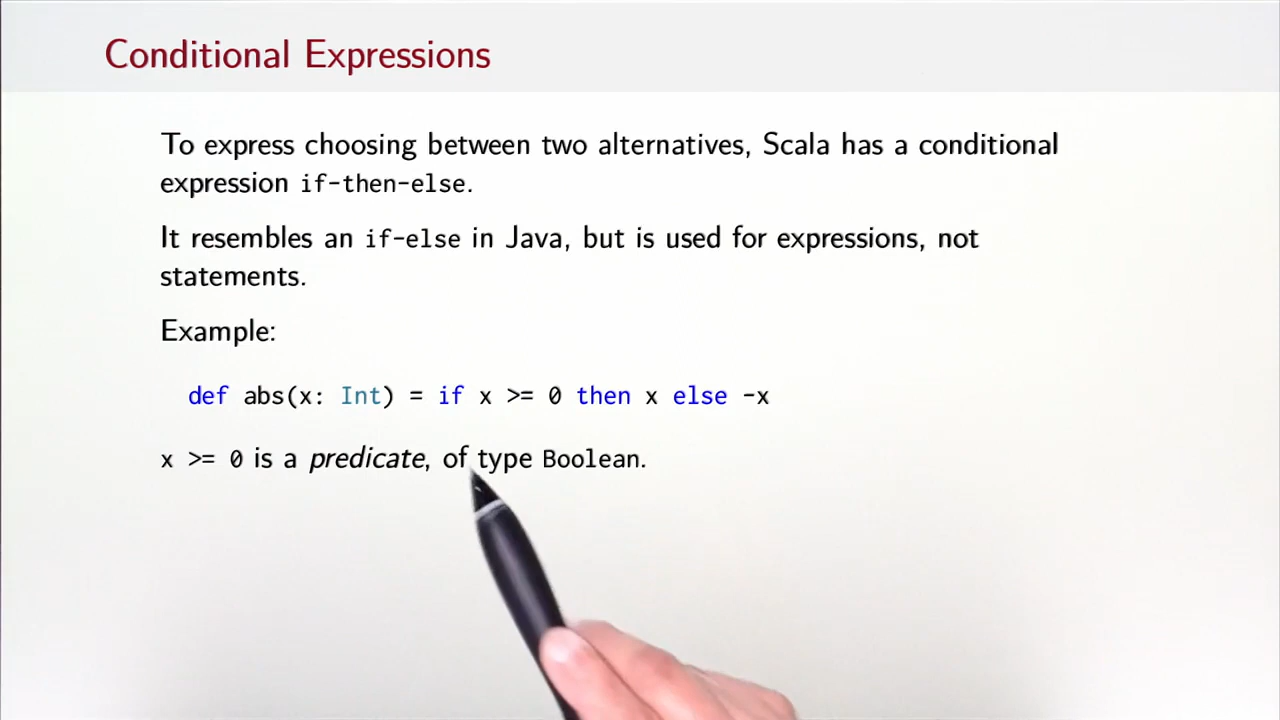 Conditional Expressions
To express choosing between two alternatives, Scala has a conditional
expression if-then-else.
It resembles an if-else in Java, but is used for expressions, not
statements.
Example:
def abs(x: Int) = if x >= 0 then x else -x
x >= 0 is a predicate, of type Boolean.